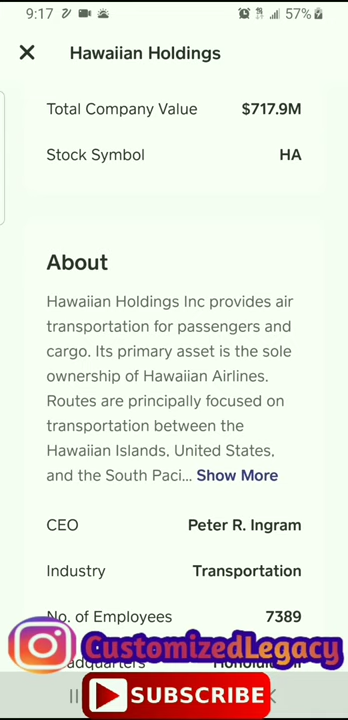 9:17 57%
Hawaiian Holdings
Total Company Value $717.9M
Stock Symbol HA
About
Hawaiian Holdings Inc provides air
transportation for passengers and
cargo. Its primary asset is the sole
ownership of Hawaiian Airlines.
Routes are principally focused on
transportation between the
Hawaiian Islands, United States,
and the South Paci... Show More
CEO Peter R. Ingram
Industry Transportation
No. of Employees 7389
CustomizedLegacy
SUBSCRIBE